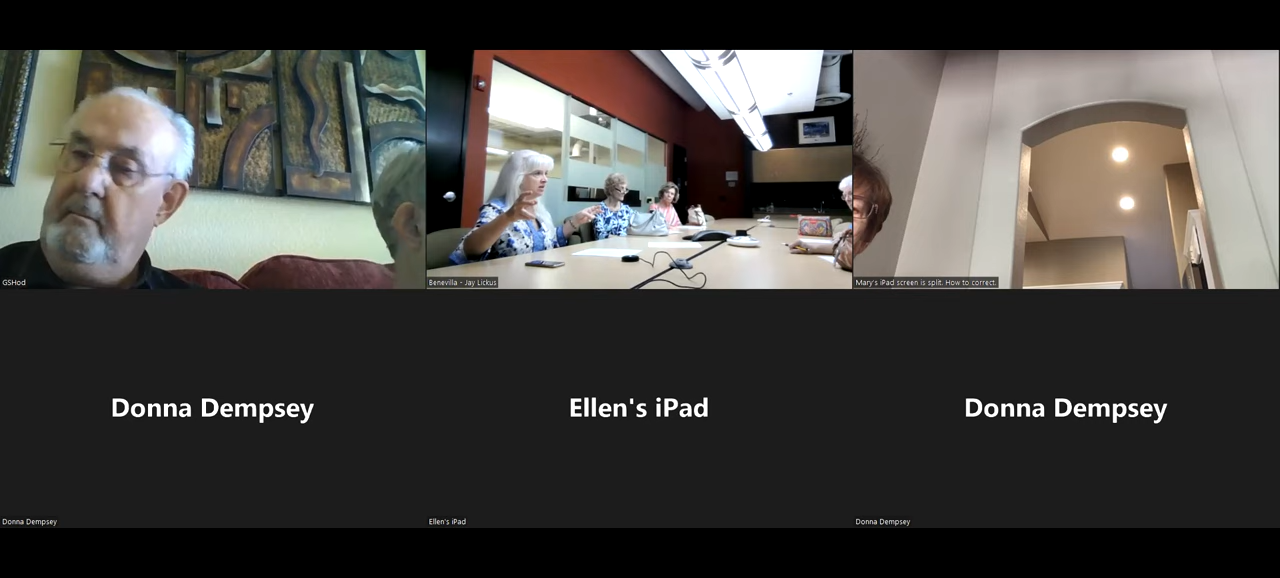 GSHod
Benevilla - Jay Lickus
Mary's iPad screen is split. How to correct.
Donna Dempsey
Ellen's iPad
Donna Dempsey
Donna Dempsey
Ellen's iPad
Donna Dempsey